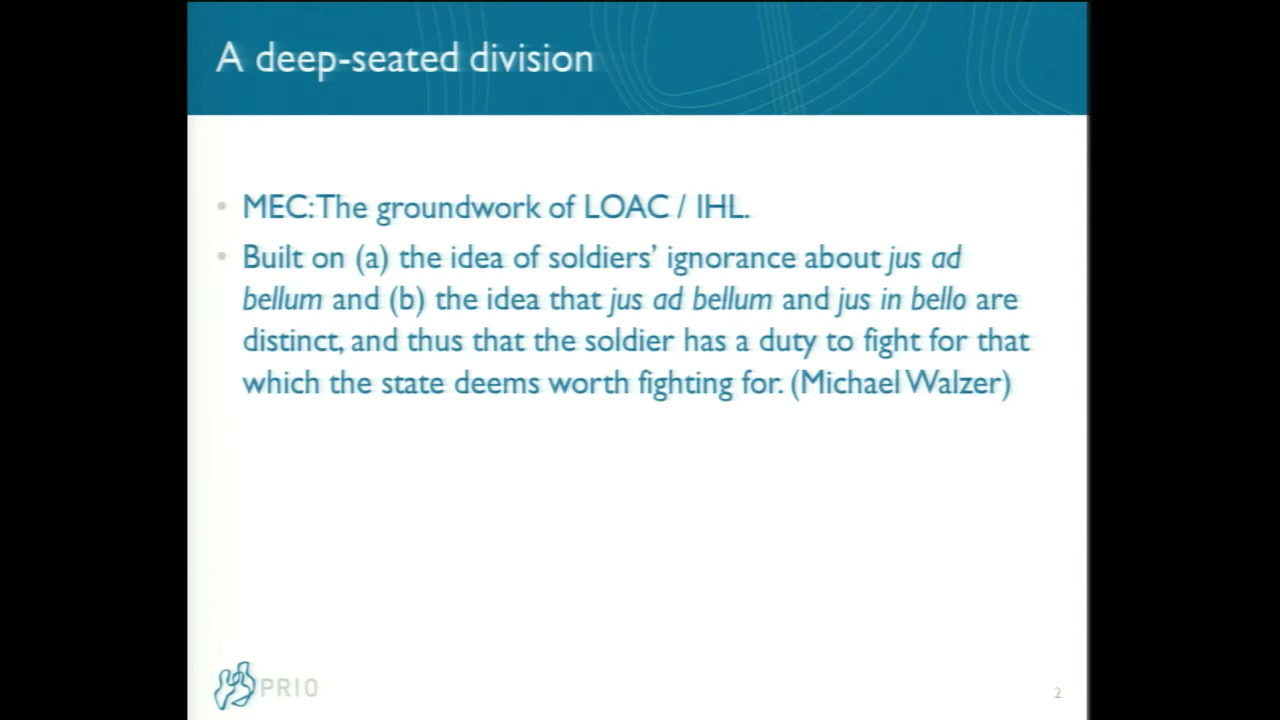 A deep-seated division
• MEC: The groundwork of LOAC / IHL.
• Built on (a) the idea of soldiers’ ignorance about jus ad
bellum and (b) the idea that jus ad bellum and jus in bello are
distinct, and thus that the soldier has a duty to fight for that
which the state deems worth fighting for. (Michael Walzer)
PRIO
2